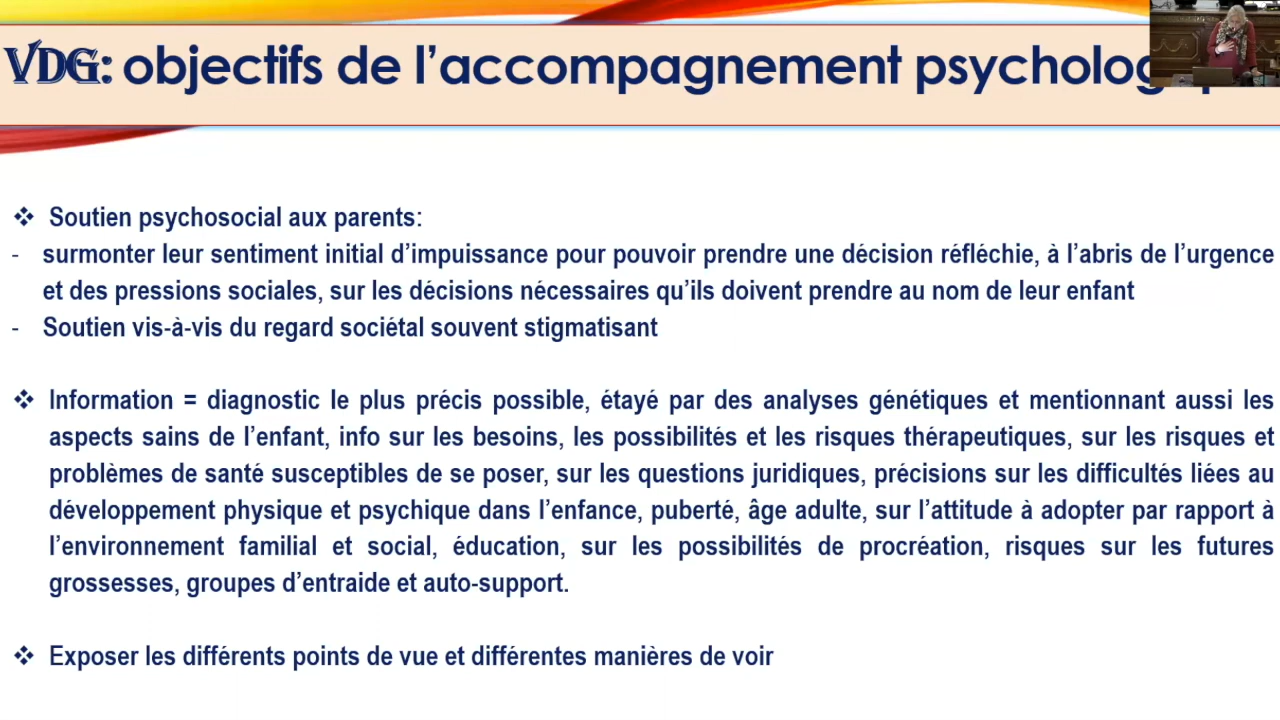 VDG: objectifs de l’accompagnement
❖ Soutien psychosocial aux parents:
- surmonter leur sentiment initial d’impuissance pour pouvoir prendre une décision réfléchie, à l’abris de l’urgence
et des pressions sociales, sur les décisions nécessaires qu’ils doivent prendre au nom de leur enfant
- Soutien vis-à-vis du regard sociétal souvent stigmatisant
❖ Information = diagnostic le plus précis possible, étayé par des analyses génétiques et mentionnant aussi les
aspects sains de l’enfant, info sur les besoins, les possibilités et les risques thérapeutiques, sur les risques et
problèmes de santé susceptibles de se poser, sur les questions juridiques, précisions sur les difficultés liées au
développement physique et psychique dans l’enfance, puberté, âge adulte, sur l’attitude à adopter par rapport à
l’environnement familial et social, éducation, sur les possibilités de procréation, risques sur les futures
grossesses, groupes d’entraide et auto-support.
❖ Exposer les différents points de vue et différentes manières de voir